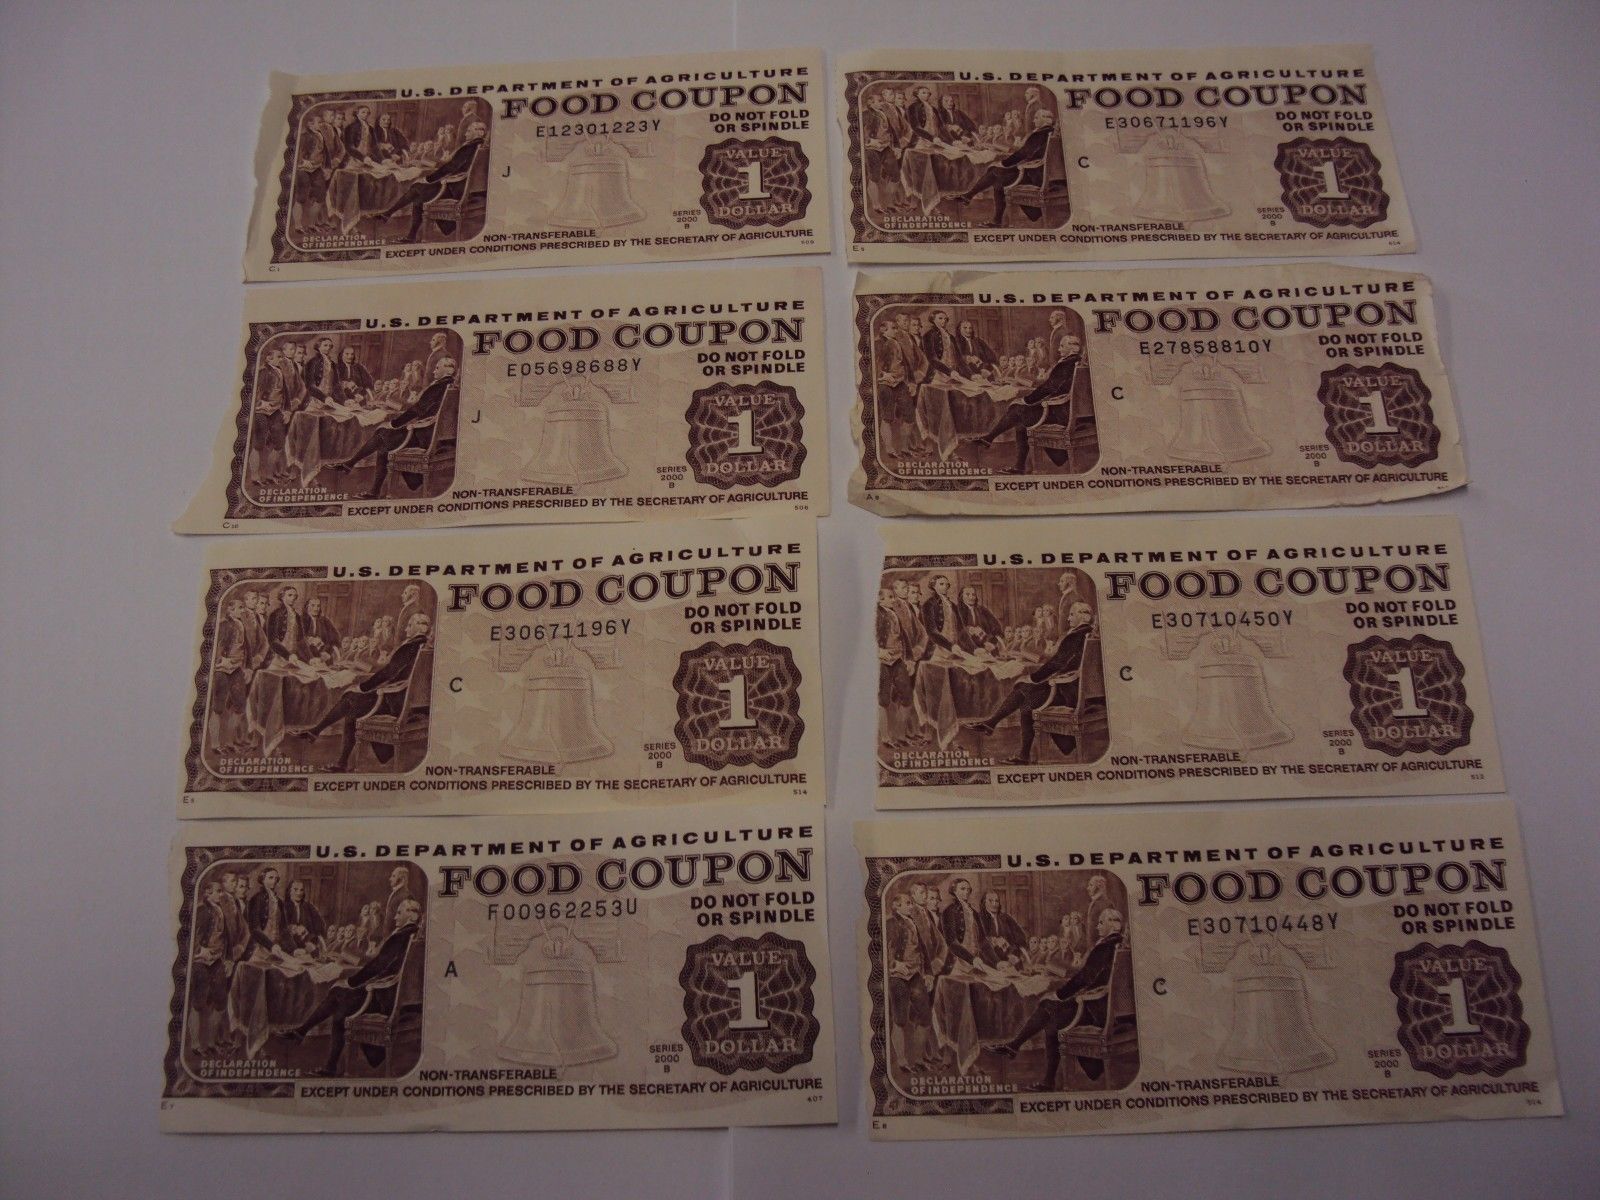 U.S. DEPARTMENT OF AGRICULTURE
FOOD COUPON
E12301223Y
DO NOT FOLD
OR SPINDLE
J
VALUE
1
DOLLAR
SERIES
2000
B
DECLARATION
OF INDEPENDENCE
NON-TRANSFERABLE
EXCEPT UNDER CONDITIONS PRESCRIBED BY THE SECRETARY OF AGRICULTURE
C1
U.S. DEPARTMENT OF AGRICULTURE
FOOD COUPON
E30671196Y
DO NOT FOLD
OR SPINDLE
C
VALUE
1
DOLLAR
SERIES
2000
B
DECLARATION
OF INDEPENDENCE
NON-TRANSFERABLE
EXCEPT UNDER CONDITIONS PRESCRIBED BY THE SECRETARY OF AGRICULTURE
U.S. DEPARTMENT OF AGRICULTURE
FOOD COUPON
E05698688Y
DO NOT FOLD
OR SPINDLE
J
VALUE
1
DOLLAR
SERIES
2000
B
DECLARATION
OF INDEPENDENCE
NON-TRANSFERABLE
EXCEPT UNDER CONDITIONS PRESCRIBED BY THE SECRETARY OF AGRICULTURE
506
U.S. DEPARTMENT OF AGRICULTURE
FOOD COUPON
E27858810Y
DO NOT FOLD
OR SPINDLE
C
VALUE
1
DOLLAR
SERIES
2000
B
DECLARATION
OF INDEPENDENCE
NON-TRANSFERABLE
EXCEPT UNDER CONDITIONS PRESCRIBED BY THE SECRETARY OF AGRICULTURE
U.S. DEPARTMENT OF AGRICULTURE
FOOD COUPON
E30671196Y
DO NOT FOLD
OR SPINDLE
C
VALUE
1
DOLLAR
SERIES
2000
B
DECLARATION
OF INDEPENDENCE
NON-TRANSFERABLE
EXCEPT UNDER CONDITIONS PRESCRIBED BY THE SECRETARY OF AGRICULTURE
514
U.S. DEPARTMENT OF AGRICULTURE
FOOD COUPON
E30710450Y
DO NOT FOLD
OR SPINDLE
C
VALUE
1
DOLLAR
SERIES
2000
B
DECLARATION
OF INDEPENDENCE
NON-TRANSFERABLE
EXCEPT UNDER CONDITIONS PRESCRIBED BY THE SECRETARY OF AGRICULTURE
512
U.S. DEPARTMENT OF AGRICULTURE
FOOD COUPON
F00962253U
DO NOT FOLD
OR SPINDLE
A
VALUE
1
DOLLAR
SERIES
2000
B
DECLARATION
OF INDEPENDENCE
NON-TRANSFERABLE
EXCEPT UNDER CONDITIONS PRESCRIBED BY THE SECRETARY OF AGRICULTURE
E7
407
U.S. DEPARTMENT OF AGRICULTURE
FOOD COUPON
E30710448Y
DO NOT FOLD
OR SPINDLE
C
VALUE
1
DOLLAR
SERIES
2000
B
DECLARATION
OF INDEPENDENCE
NON-TRANSFERABLE
EXCEPT UNDER CONDITIONS PRESCRIBED BY THE SECRETARY OF AGRICULTURE
E8